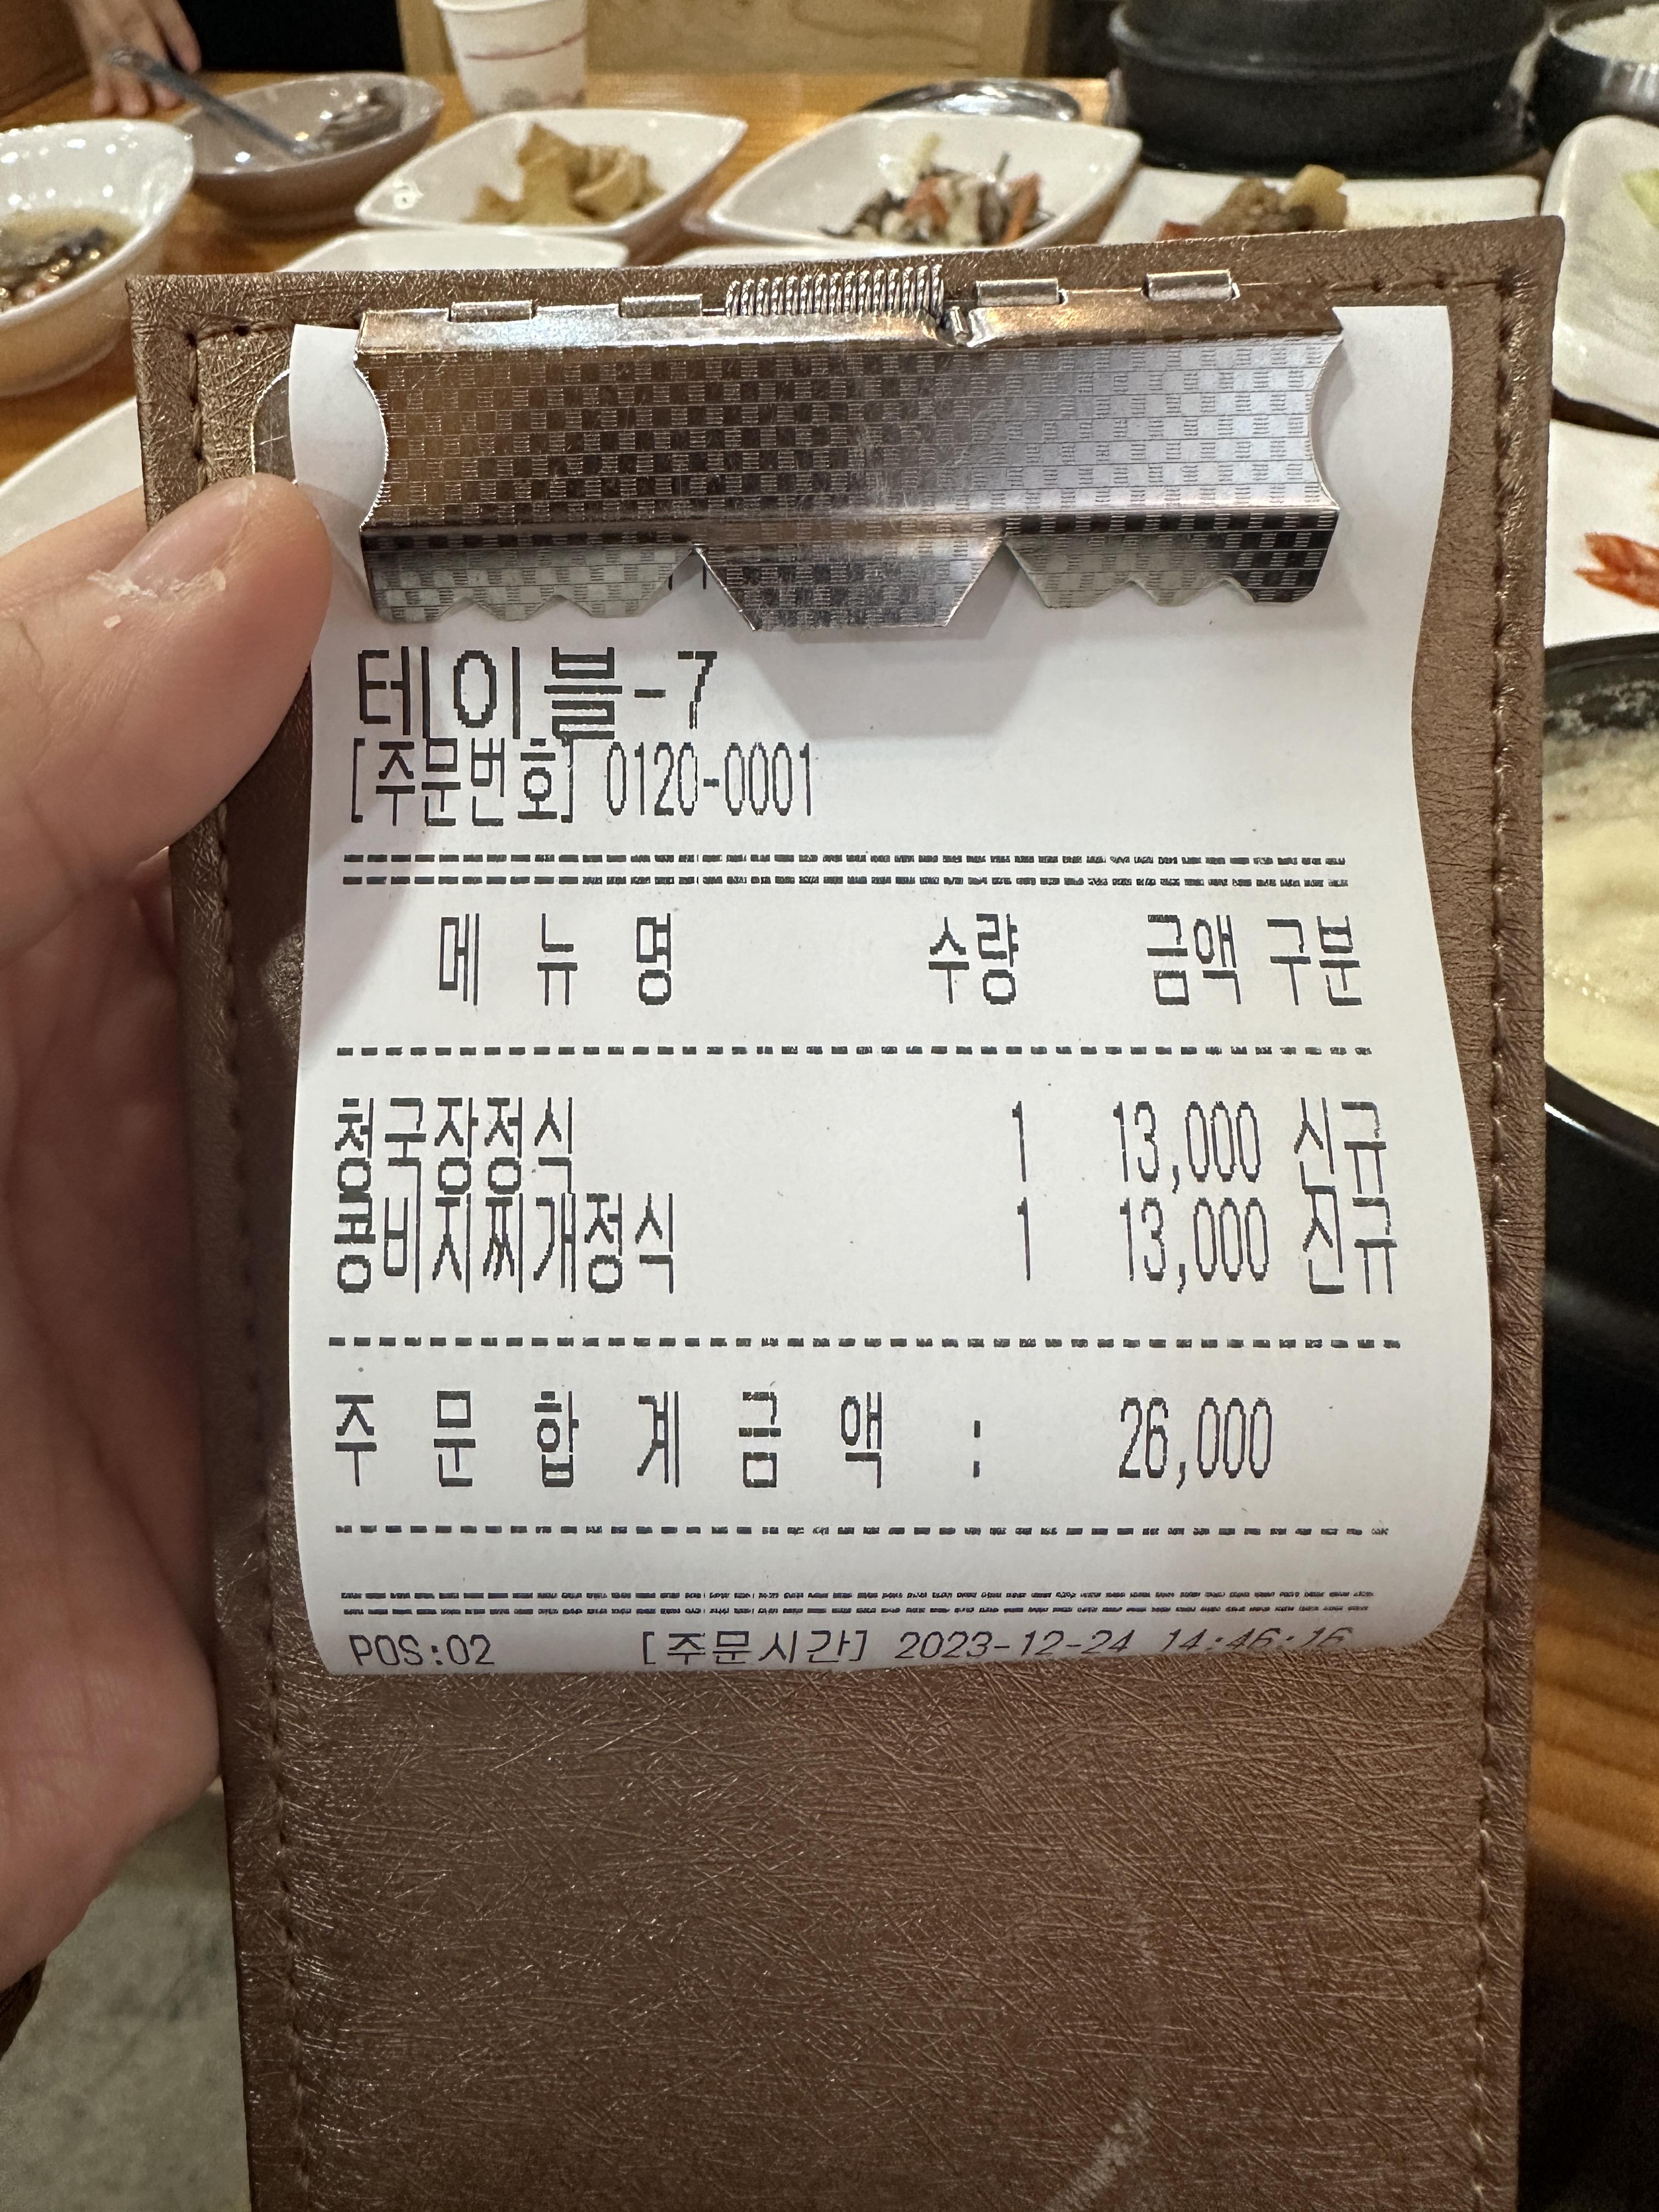 테이블-7
[주문번호] 0120-0001
메 뉴 명 수량 금액 구분
청국장정식 1 13,000 신규
콩비지찌개정식 1 13,000 신규
주 문 합 계 금 액 : 26,000
POS:02 [주문시간] 2023-12-24 14:46:16